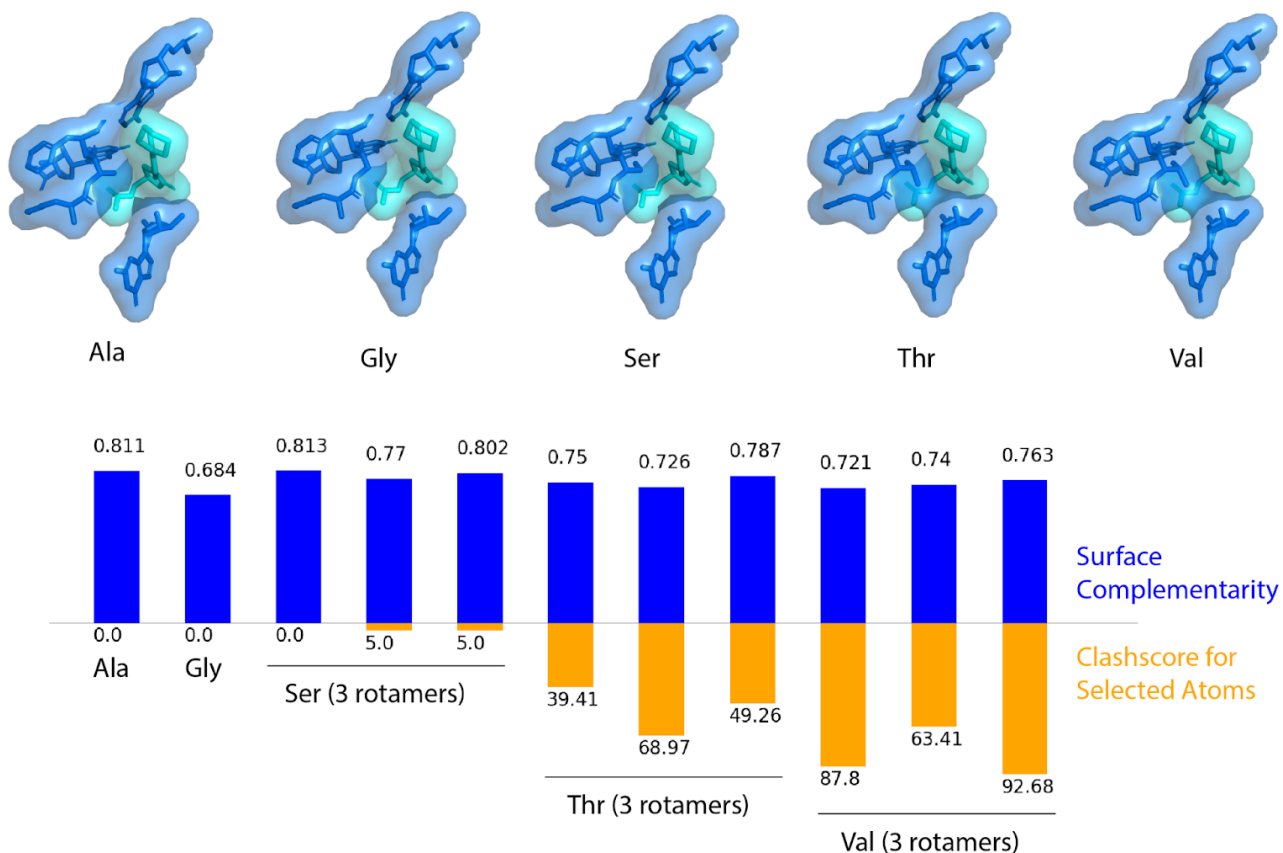 Ala Gly Ser Thr Val
0.811 0.684 0.813 0.77 0.802 0.75 0.726 0.787 0.721 0.74 0.763
Surface
Complementarity
0.0 0.0 0.0 5.0 5.0 39.41 68.97 49.26 87.8 63.41 92.68
Clashscore for
Selected Atoms
Ala Gly Ser (3 rotamers)
Thr (3 rotamers)
Val (3 rotamers)